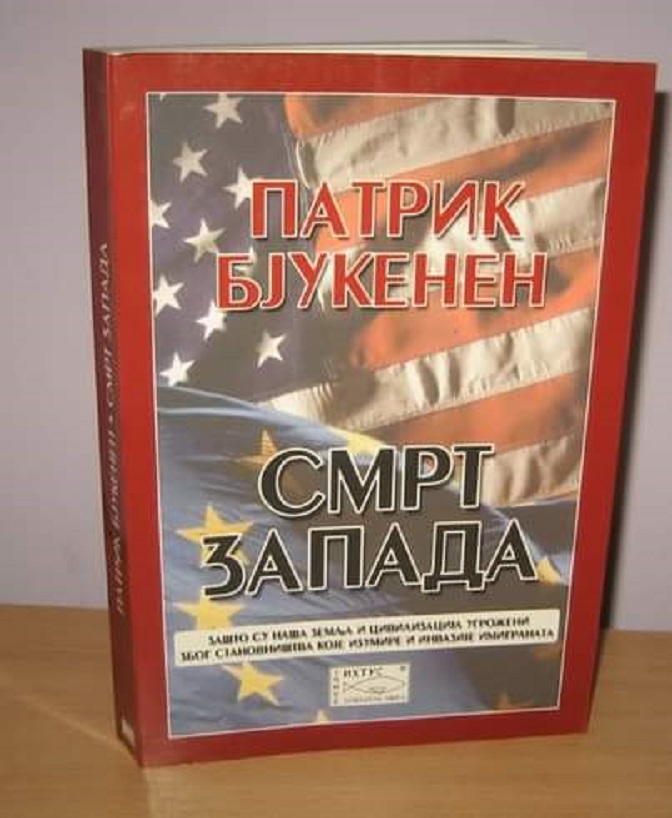 ПАТРИК
БЈУКЕНЕН
СМРТ
ЗАПАДА
ЗАШТО СУ НАША ЗЕМЉА И ЦИВИЛИЗАЦИЈА УГРОЖЕНИ
ЗБОГ СТАНОВНИШТВА КОЈЕ ИЗУМИРЕ И ИНВАЗИЈЕ ИМИГРАНАТА
ИХТУС
ПАТРИК БЈУКЕНЕН СМРТ ЗАПАДА